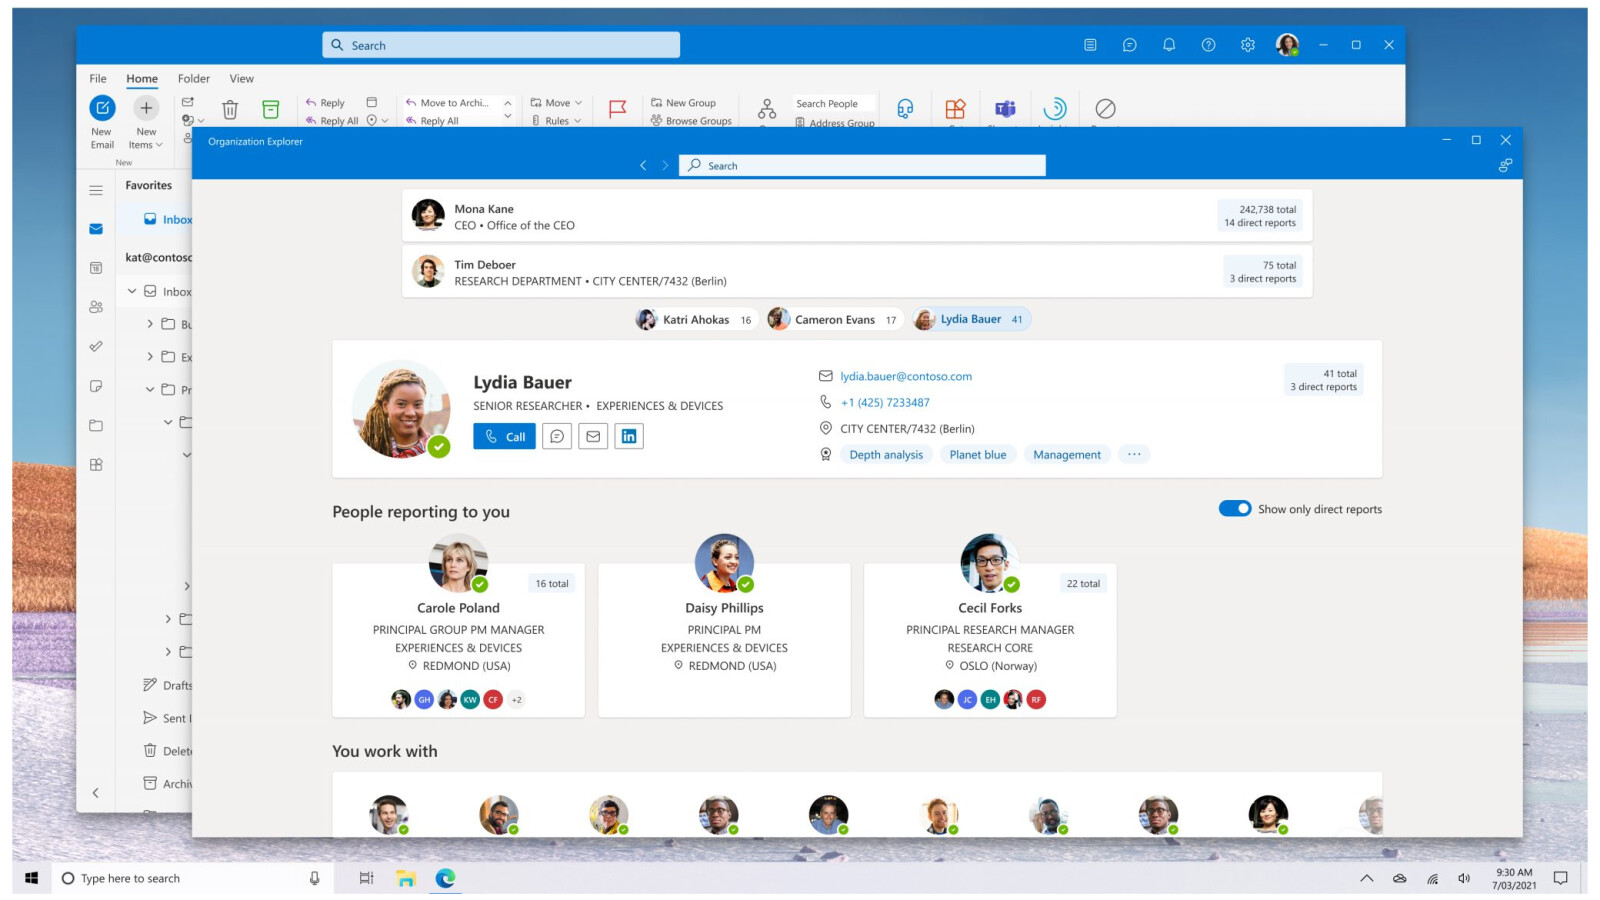 Search
File Home Folder View
New Email
New Items
New
Reply
Reply All
Move to Archi...
Reply All
Move
Rules
New Group
Browse Groups
Search People
Address Group
Organization Explorer
Search
Favorites
Inbox
kat@contoso
Inbox
Bu
Ex
Pr
Drafts
Sent I
Delete
Archiv
Mona Kane
CEO • Office of the CEO
242,738 total
14 direct reports
Tim Deboer
RESEARCH DEPARTMENT • CITY CENTER/7432 (Berlin)
75 total
3 direct reports
Katri Ahokas 16
Cameron Evans 17
Lydia Bauer 41
Lydia Bauer
SENIOR RESEARCHER • EXPERIENCES & DEVICES
Call
in
lydia.bauer@contoso.com
+1 (425) 7233487
CITY CENTER/7432 (Berlin)
Depth analysis Planet blue Management ···
41 total
3 direct reports
People reporting to you
Show only direct reports
16 total
Carole Poland
PRINCIPAL GROUP PM MANAGER
EXPERIENCES & DEVICES
REDMOND (USA)
GH KW CF +2
Daisy Phillips
PRINCIPAL PM
EXPERIENCES & DEVICES
REDMOND (USA)
22 total
Cecil Forks
PRINCIPAL RESEARCH MANAGER
RESEARCH CORE
OSLO (Norway)
JC EH RF
You work with
Type here to search
9:30 AM
7/03/2021